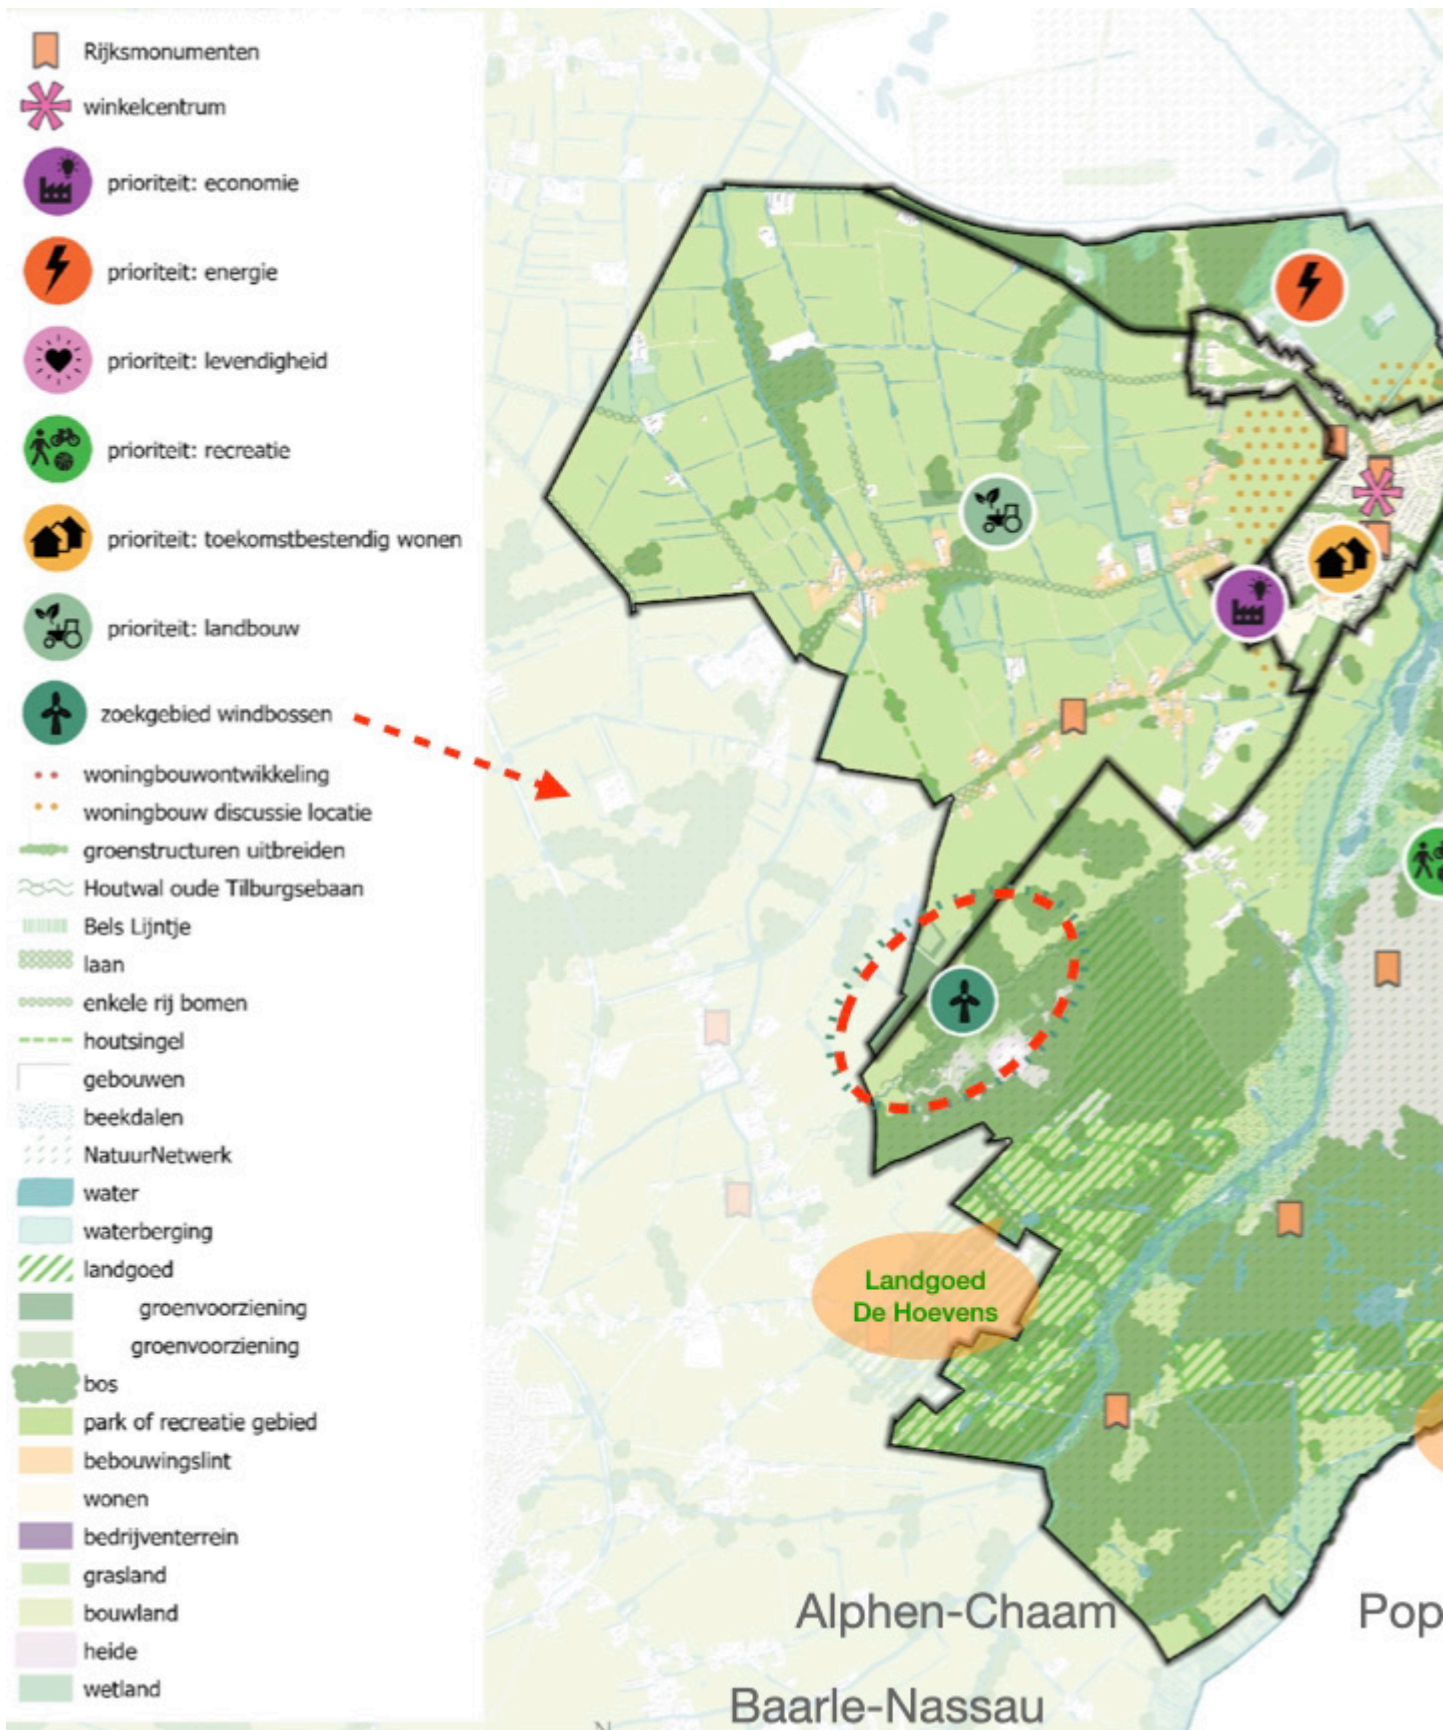 Rijksmonumenten
winkelcentrum
prioriteit: economie
prioriteit: energie
prioriteit: levendigheid
prioriteit: recreatie
prioriteit: toekomstbestendig wonen
prioriteit: landbouw
zoekgebied windbossen
woningbouwontwikkeling
woningbouw discussie locatie
groenstructuren uitbreiden
Houtwal oude Tilburgsebaan
Bels Lijntje
laan
enkele rij bomen
houtsingel
gebouwen
beekdalen
NatuurNetwerk
water
waterberging
landgoed
groenvoorziening
groenvoorziening
bos
park of recreatie gebied
bebouwingslint
wonen
bedrijventerrein
grasland
bouwland
heide
wetland
Landgoed
De Hoevens
Alphen-Chaam
Pop
Baarle-Nassau